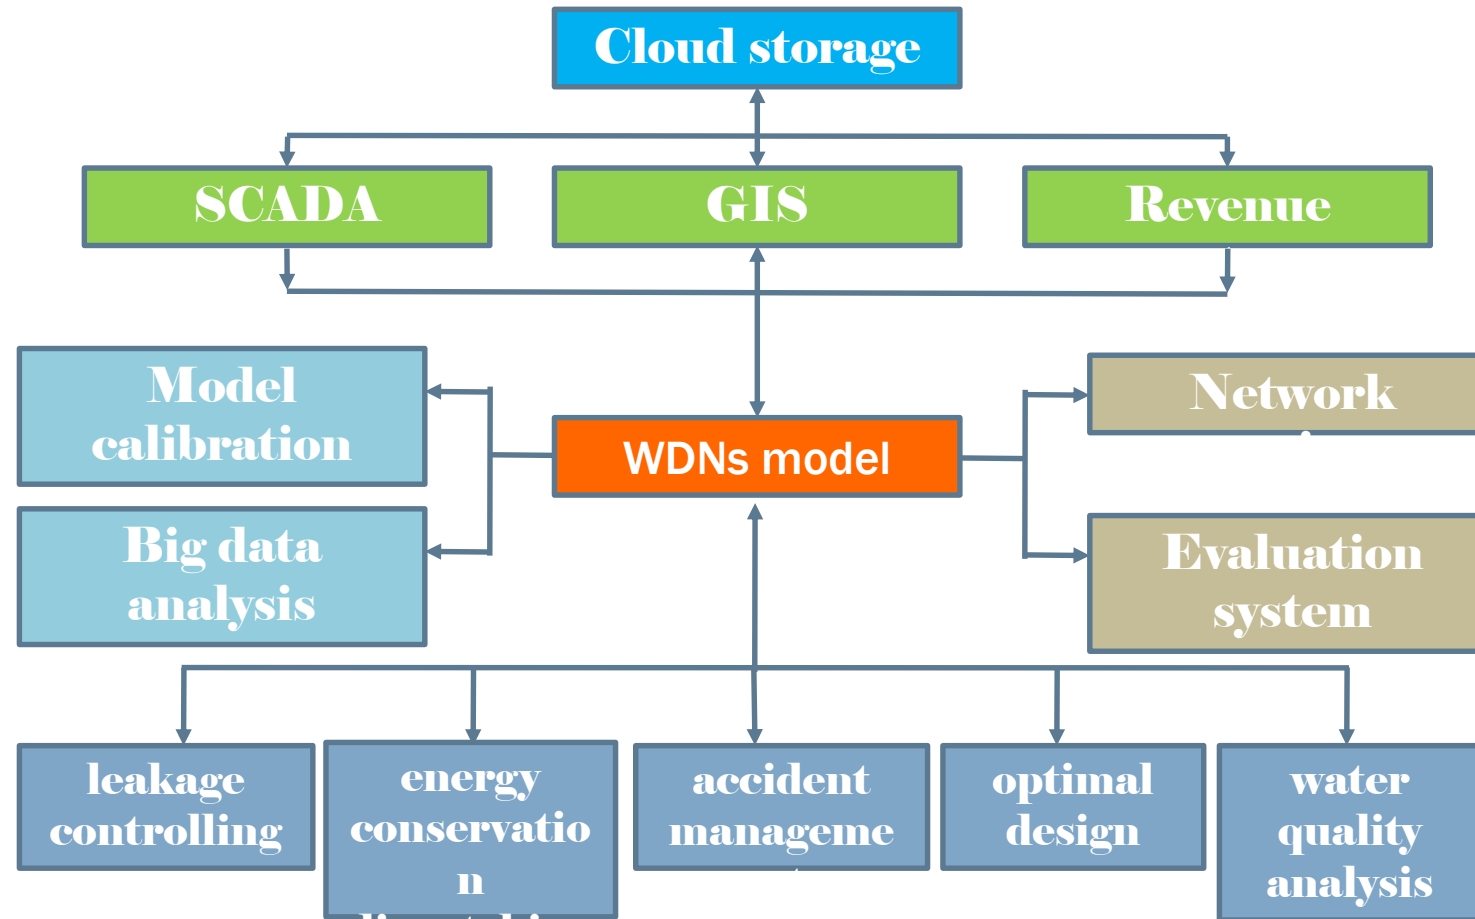 Cloud storage
SCADA
GIS
Revenue
Model
calibration
Network
WDNs model
Big data
analysis
Evaluation
system
leakage
controlling
energy
conservatio
n
accident
manageme
optimal
design
water
quality
analysis